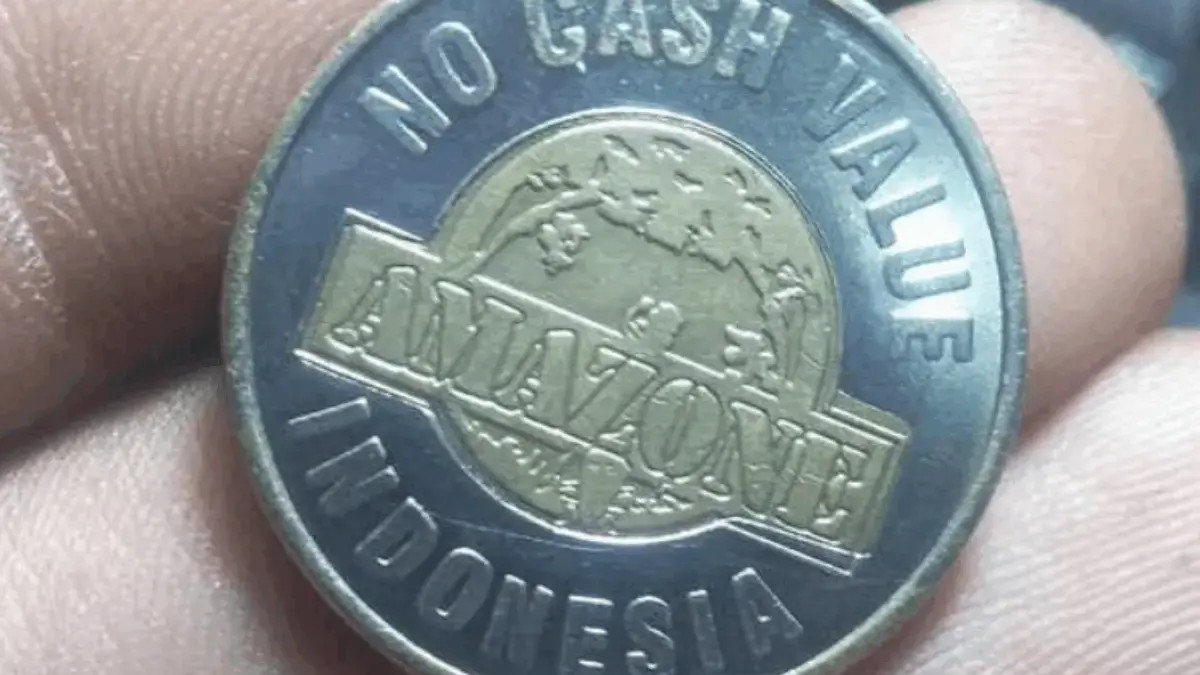 NO CASH VALUE
AMAZONE
INDONESIA